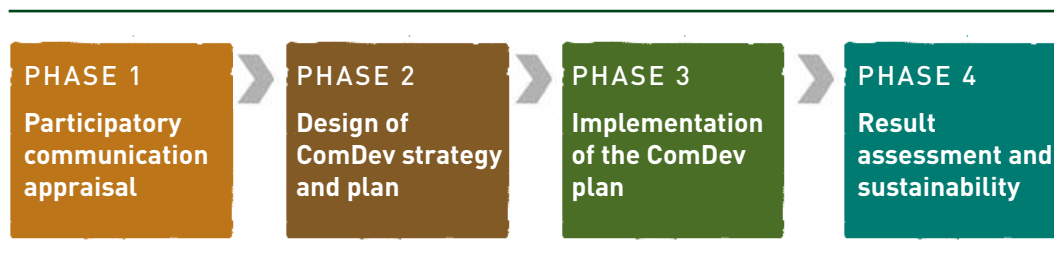 PHASE 1
Participatory
communication
appraisal
PHASE 2
Design of
ComDev strategy
and plan
PHASE 3
Implementation
of the ComDev
plan
PHASE 4
Result
assessment and
sustainability